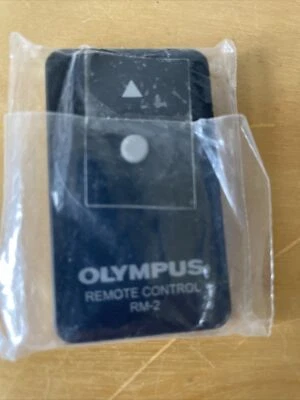 OLYMPUS
REMOTE CONTROL
RM-2